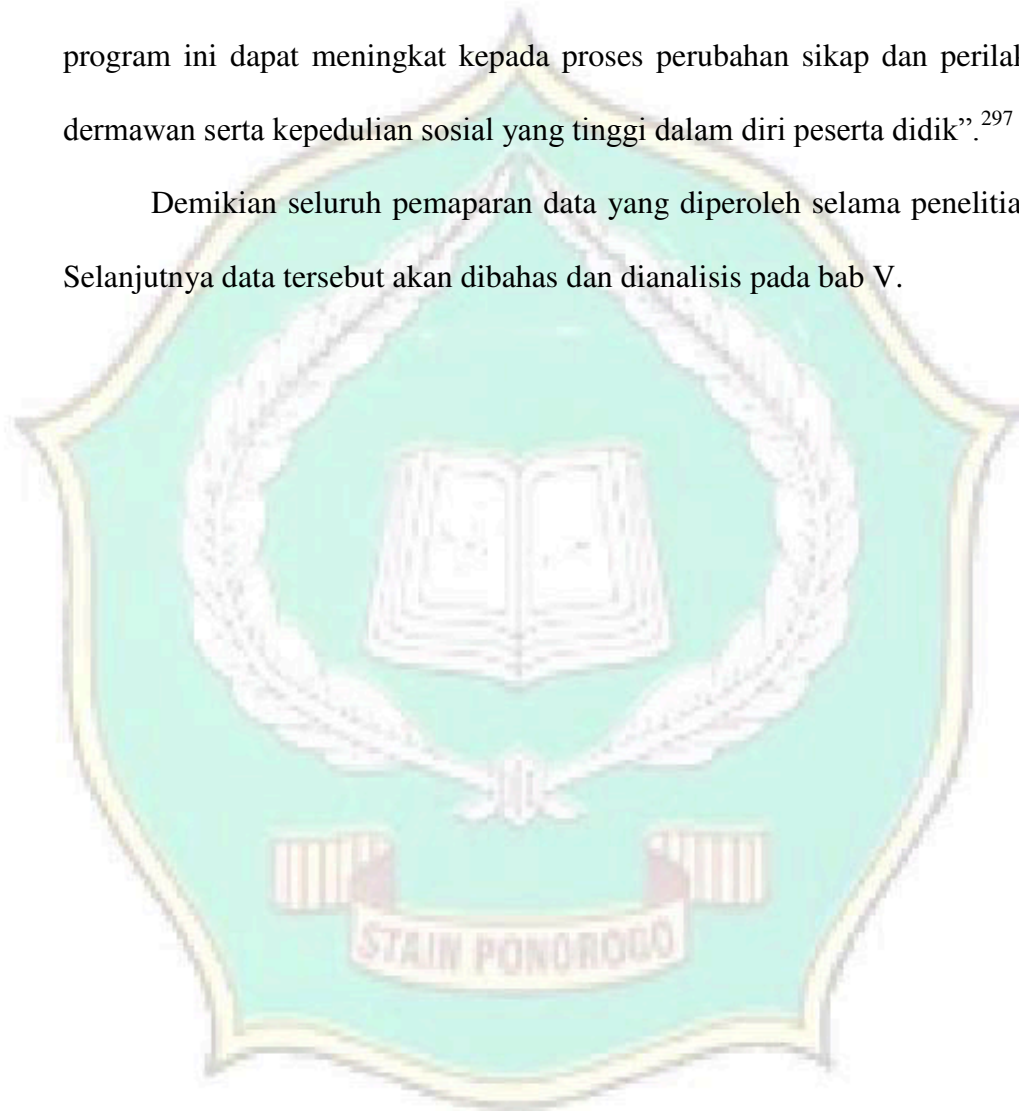 program ini dapat meningkat kepada proses perubahan sikap dan perilak
dermawan serta kepedulian sosial yang tinggi dalam diri peserta didik”.297
Demikian seluruh pemaparan data yang diperoleh selama penelitia
Selanjutnya data tersebut akan dibahas dan dianalisis pada bab V.
STAIN PONOROGO